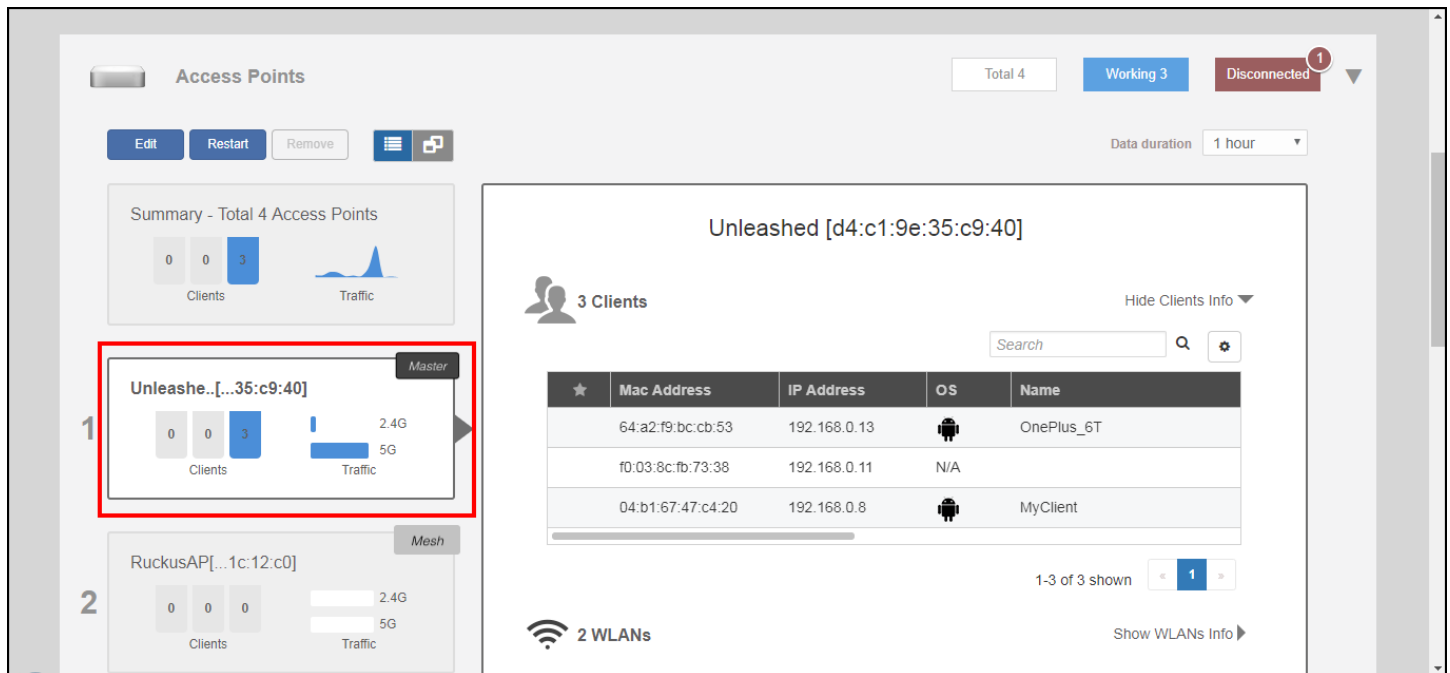 Access Points
Total 4
Working 3
Disconnected
1
Edit
Restart
Remove
Data duration
1 hour
Summary - Total 4 Access Points
0 0 3
Clients
Traffic
1
Master
Unleashe..[...35:c9:40]
0 0 3
Clients
2.4G
5G
Traffic
2
Mesh
RuckusAP[...1c:12:c0]
0 0 0
Clients
2.4G
5G
Traffic
Unleashed [d4:c1:9e:35:c9:40]
3 Clients
Hide Clients Info
Search
Mac Address IP Address OS Name
64:a2:f9:bc:cb:53 192.168.0.13 OnePlus_6T
f0:03:8c:fb:73:38 192.168.0.11 N/A
04:b1:67:47:c4:20 192.168.0.8 MyClient
1-3 of 3 shown « 1 »
2 WLANs
Show WLANs Info